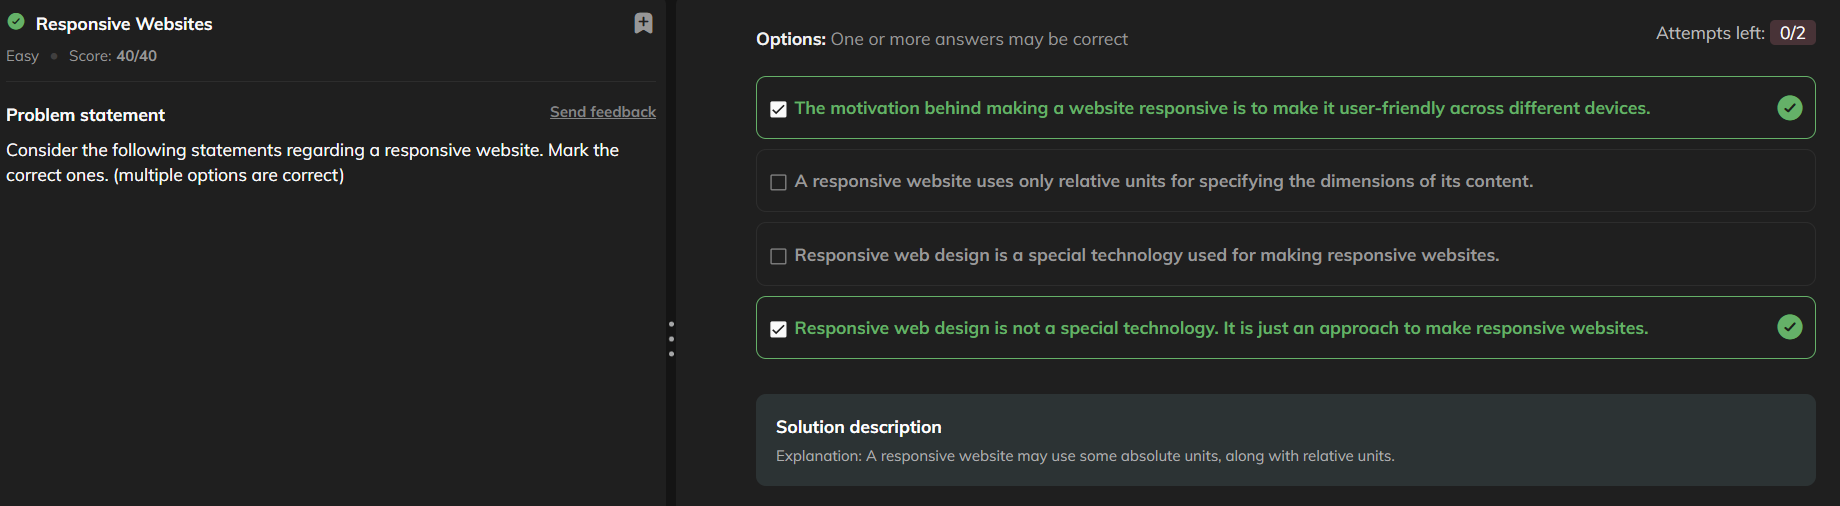 Responsive Websites
Easy • Score: 40/40
Problem statement
Send feedback
Consider the following statements regarding a responsive website. Mark the
correct ones. (multiple options are correct)
Options: One or more answers may be correct
Attempts left: 0/2
The motivation behind making a website responsive is to make it user-friendly across different devices.
A responsive website uses only relative units for specifying the dimensions of its content.
Responsive web design is a special technology used for making responsive websites.
Responsive web design is not a special technology. It is just an approach to make responsive websites.
Solution description
Explanation: A responsive website may use some absolute units, along with relative units.